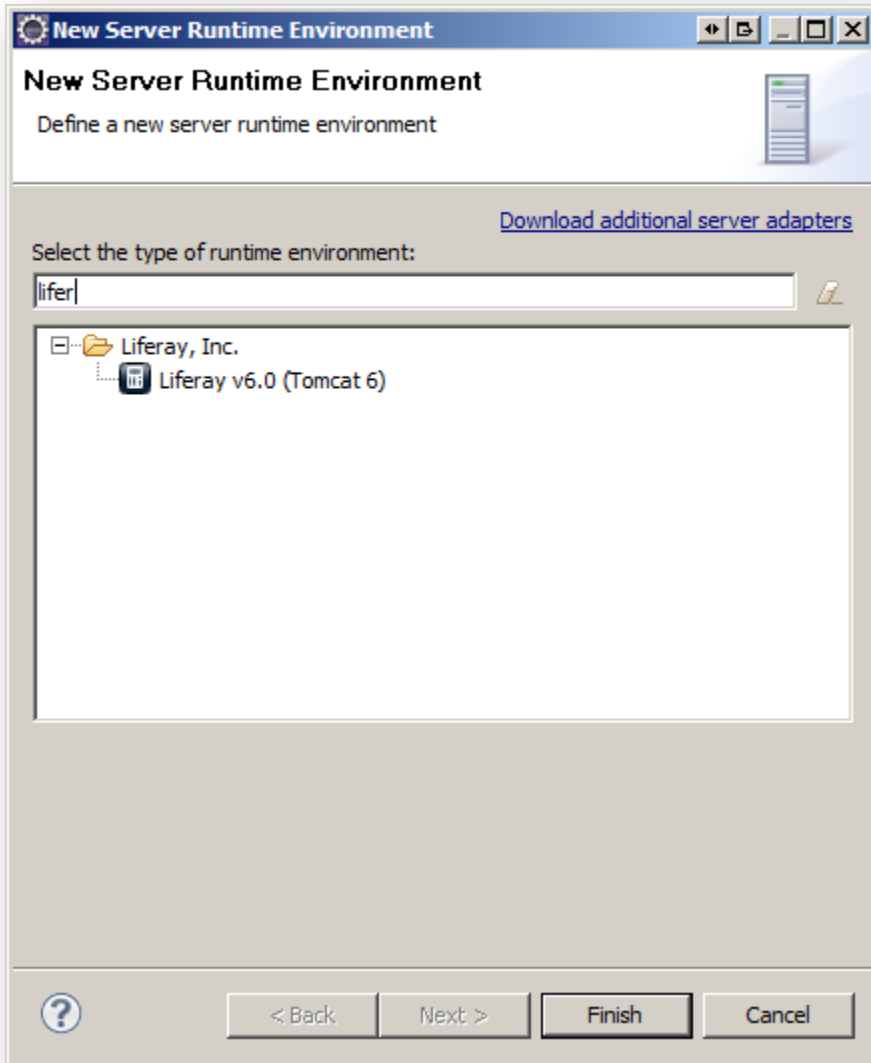 New Server Runtime Environment
New Server Runtime Environment
Define a new server runtime environment
Download additional server adapters
Select the type of runtime environment:
lifer
Liferay, Inc.
Liferay v6.0 (Tomcat 6)
? < Back Next > Finish Cancel